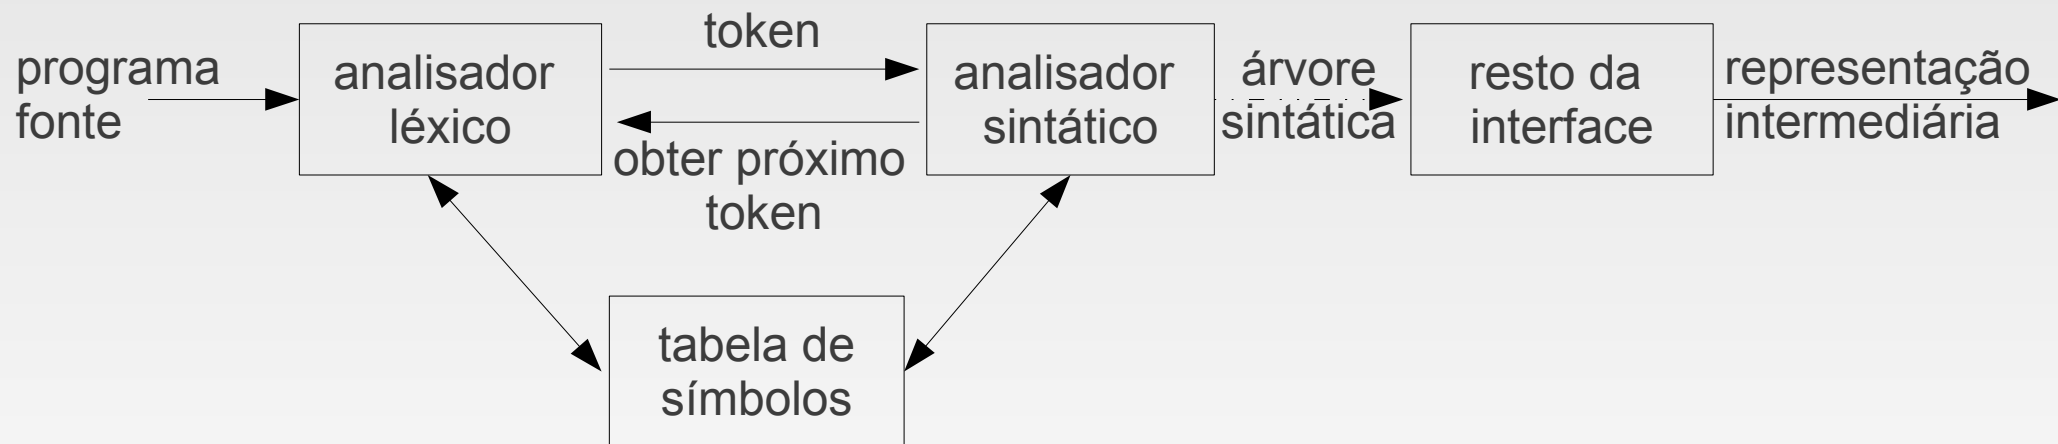 programa
fonte
analisador
léxico
token
obter próximo
token
analisador
sintático
árvore
sintática
resto da
interface
representação
intermediária
tabela de
símbolos